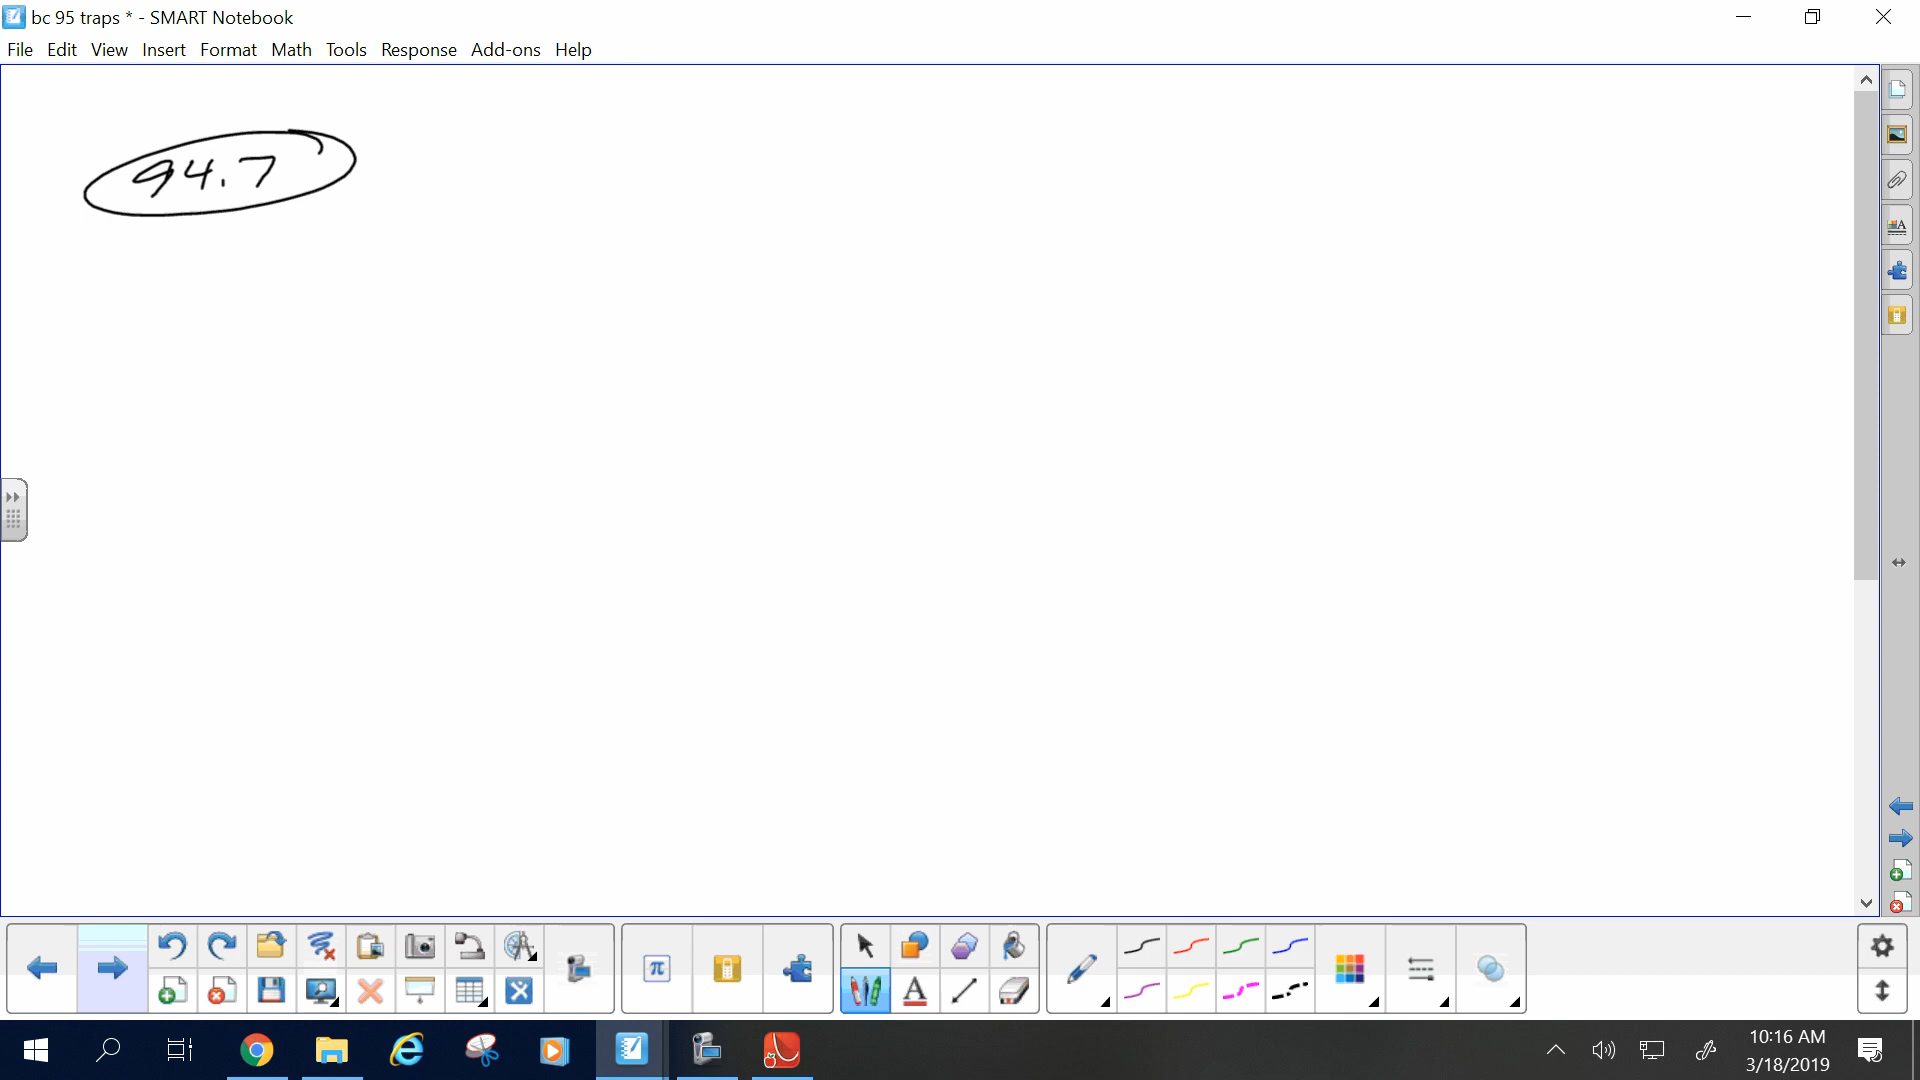 bc 95 traps * - SMART Notebook
File Edit View Insert Format Math Tools Response Add-ons Help
94.7
π
A
10:16 AM
3/18/2019